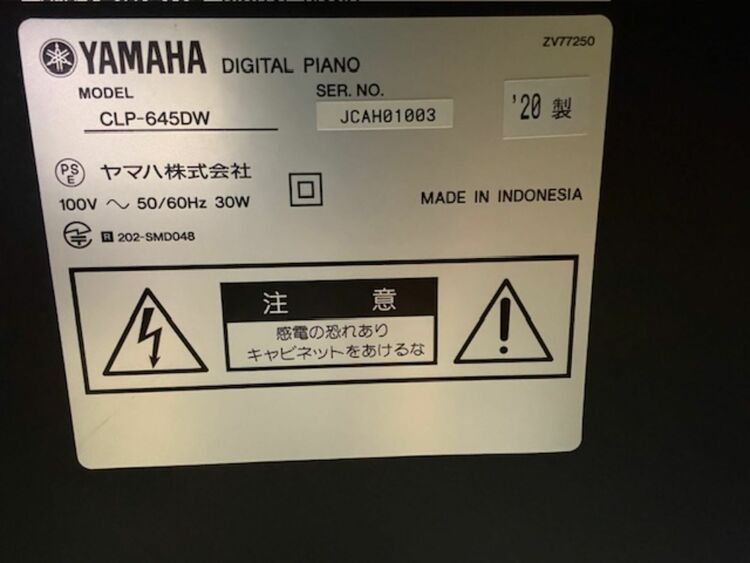 ZV77250
YAMAHA DIGITAL PIANO
MODEL SER. NO.
CLP-645DW JCAH01003 '20 製
PS E ヤマハ株式会社
100V ～ 50/60Hz 30W MADE IN INDONESIA
R 202-SMD048
注 意
感電の恐れあり
キャビネットをあけるな